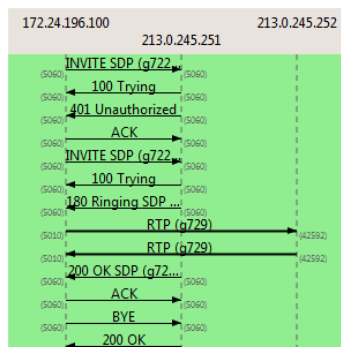 172.24.196.100 213.0.245.252
213.0.245.251
INVITE SDP (g722...
(5060) (5060)
100 Trying
(5060) (5060)
401 Unauthorized
(5060) (5060)
ACK
(5060) (5060)
INVITE SDP (g722...
(5060) (5060)
100 Trying
(5060) (5060)
180 Ringing SDP ...
(5060) (5060)
RTP (g729)
(5010) (42592)
RTP (g729)
(5010) (42592)
200 OK SDP (g72...
(5060) (5060)
ACK
(5060) (5060)
BYE
(5060) (5060)
200 OK